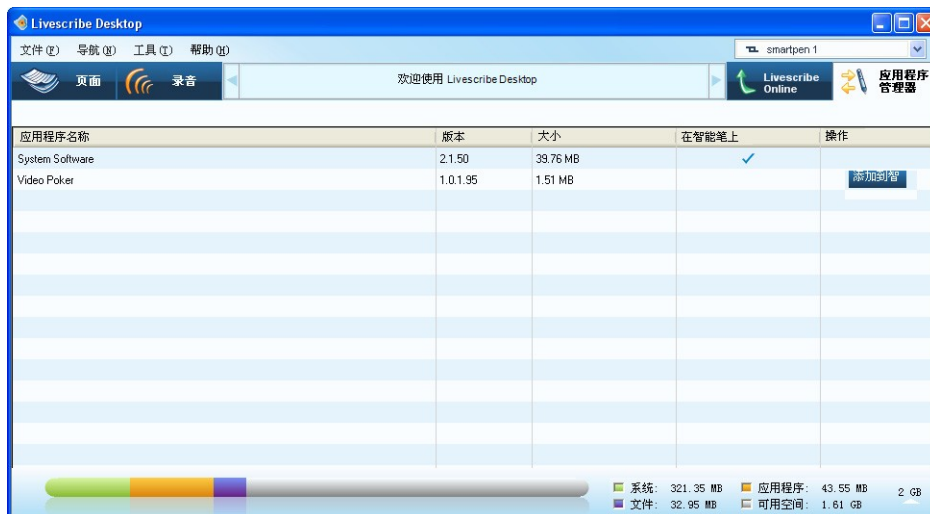 Livescribe Desktop
文件(F) 导航(N) 工具(T) 帮助(H) smartpen 1
页面 录音 欢迎使用 Livescribe Desktop Livescribe Online 应用程序管理器
应用程序名称 版本 大小 在智能笔上 操作
System Software 2.1.50 39.76 MB
Video Poker 1.0.1.95 1.51 MB 添加到智
系统: 321.35 MB 应用程序: 43.55 MB 2 GB
文件: 32.95 MB 可用空间: 1.61 GB